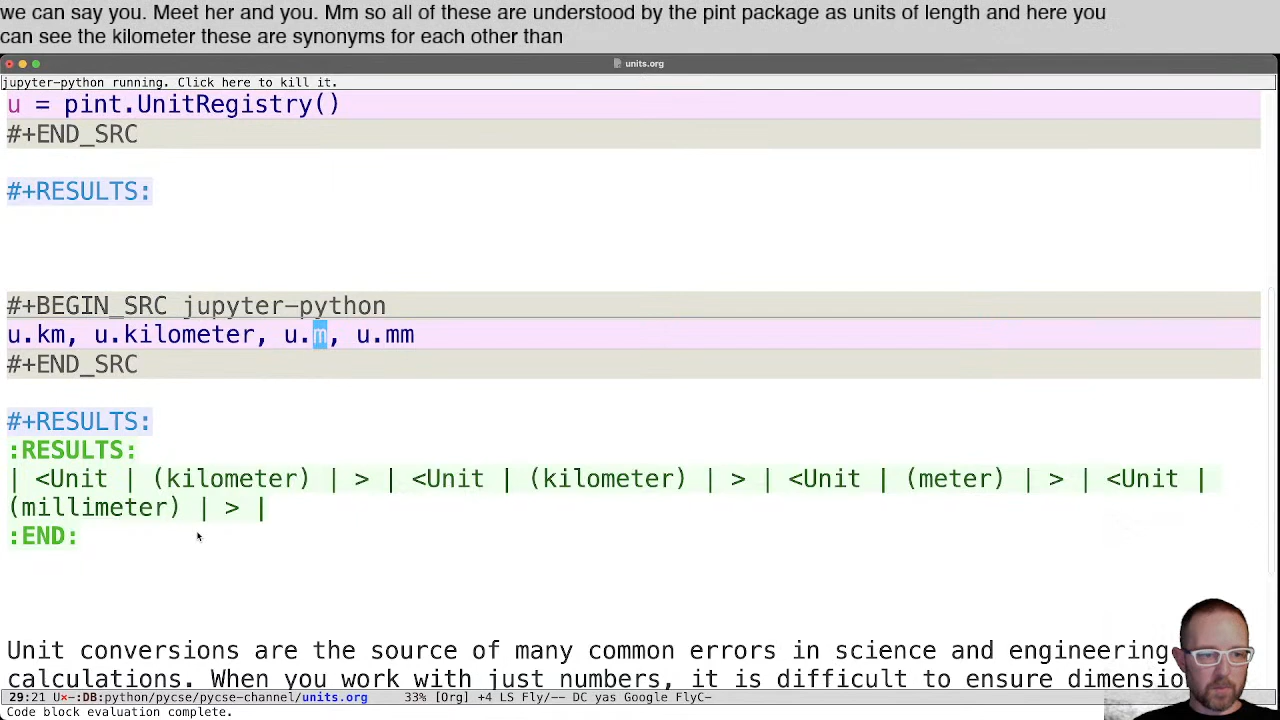 we can say you. Meet her and you. Mm so all of these are understood by the pint package as units of length and here you
can see the kilometer these are synonyms for each other than
units.org
jupyter-python running. Click here to kill it.
u = pint.UnitRegistry()
#+END_SRC
#+RESULTS:
#+BEGIN_SRC jupyter-python
u.km, u.kilometer, u.m, u.mm
#+END_SRC
#+RESULTS:
:RESULTS:
| <Unit | (kilometer) | > | <Unit | (kilometer) | > | <Unit | (meter) | > | <Unit |
(millimeter) | > |
:END:
Unit conversions are the source of many common errors in science and engineering
calculations. When you work with just numbers, it is difficult to ensure dimensio
29:21 U×-:DB:python/pycse/pycse-channel/units.org 33% [Org] +4 LS Fly/-- DC yas Google FlyC-
Code block evaluation complete.